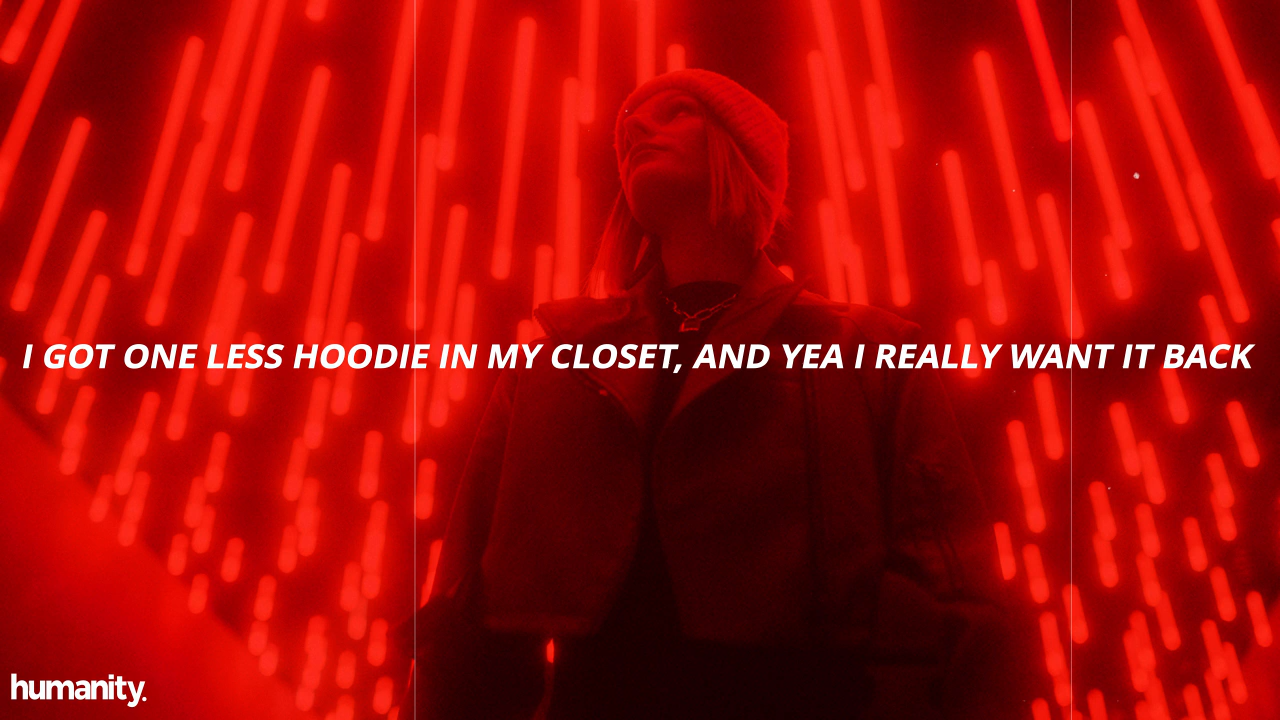 I GOT ONE LESS HOODIE IN MY CLOSET, AND YEA I REALLY WANT IT BACK
humanity.